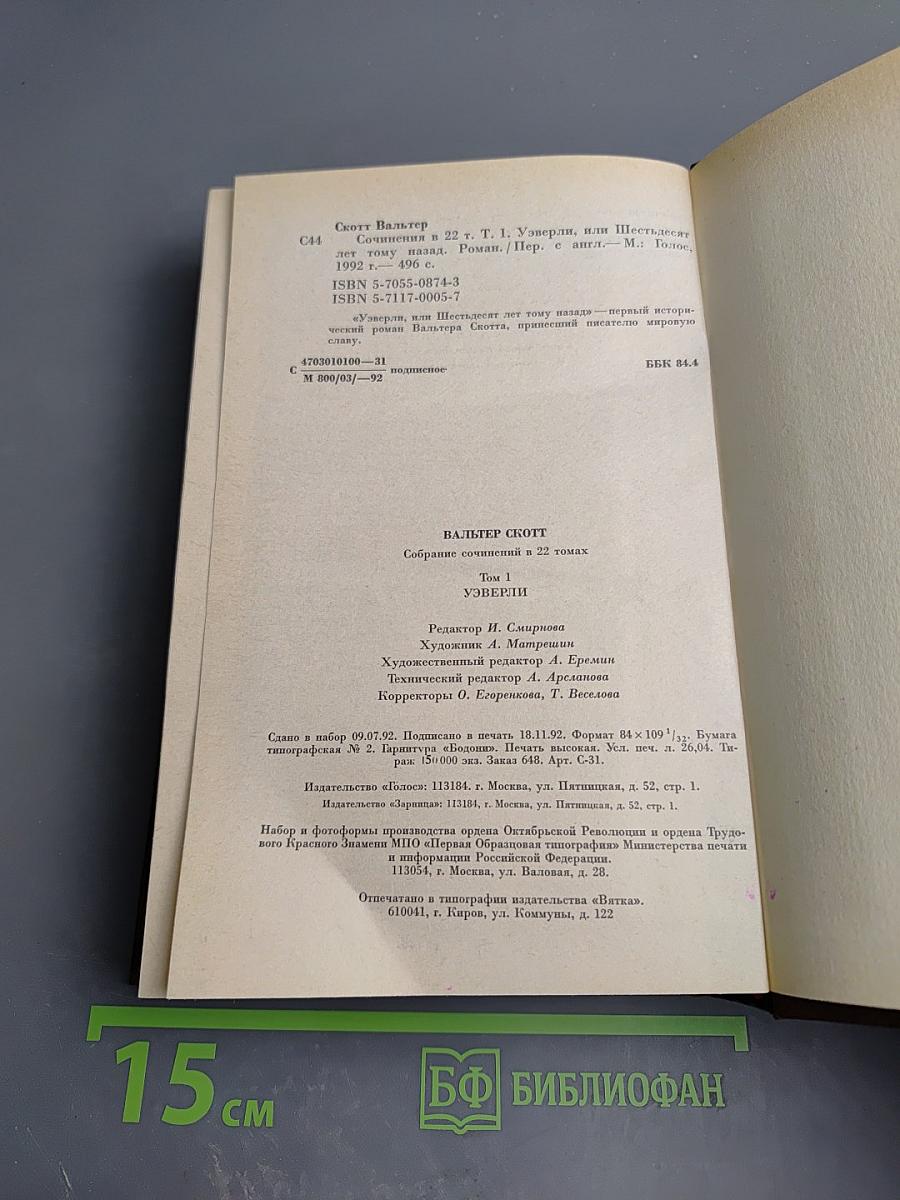 Скотт Вальтер
С44 Сочинения в 22 т. Т. 1. Уэверли, или Шестьдесят
лет тому назад. Роман. / Пер. с англ.— М.: Голос,
1992 г.— 496 с.
ISBN 5-7055-0874-3
ISBN 5-7117-0005-7
«Уэверли, или Шестьдесят лет тому назад» — первый истори-
ческий роман Вальтера Скотта, принесший писателю мировую
славу.
С 4703010100—31 подписное
М 800/03/—92
ББК 84.4
ВАЛЬТЕР СКОТТ
Собрание сочинений в 22 томах
Том 1
УЭВЕРЛИ
Редактор И. Смирнова
Художник А. Матрешин
Художественный редактор А. Еремин
Технический редактор А. Арсланова
Корректоры О. Егоренкова, Т. Веселова
Сдано в набор 09.07.92. Подписано в печать 18.11.92. Формат 84×109 1/32. Бумага
типографская № 2. Гарнитура «Бодони». Печать высокая. Усл. печ. л. 26,04. Ти-
раж 150 000 экз. Заказ 648. Арт. С-31.
Издательство «Голос»: 113184. г. Москва, ул. Пятницкая, д. 52, стр. 1.
Издательство «Зарница»: 113184, г. Москва, ул. Пятницкая, д. 52, стр. 1.
Набор и фотоформы производства ордена Октябрьской Революции и ордена Трудо-
вого Красного Знамени МПО «Первая Образцовая типография» Министерства печати
и информации Российской Федерации.
113054, г. Москва, ул. Валовая, д. 28.
Отпечатано в типографии издательства «Вятка».
610041, г. Киров, ул. Коммуны, д. 122
15 см
БФ БИБЛИОФАН